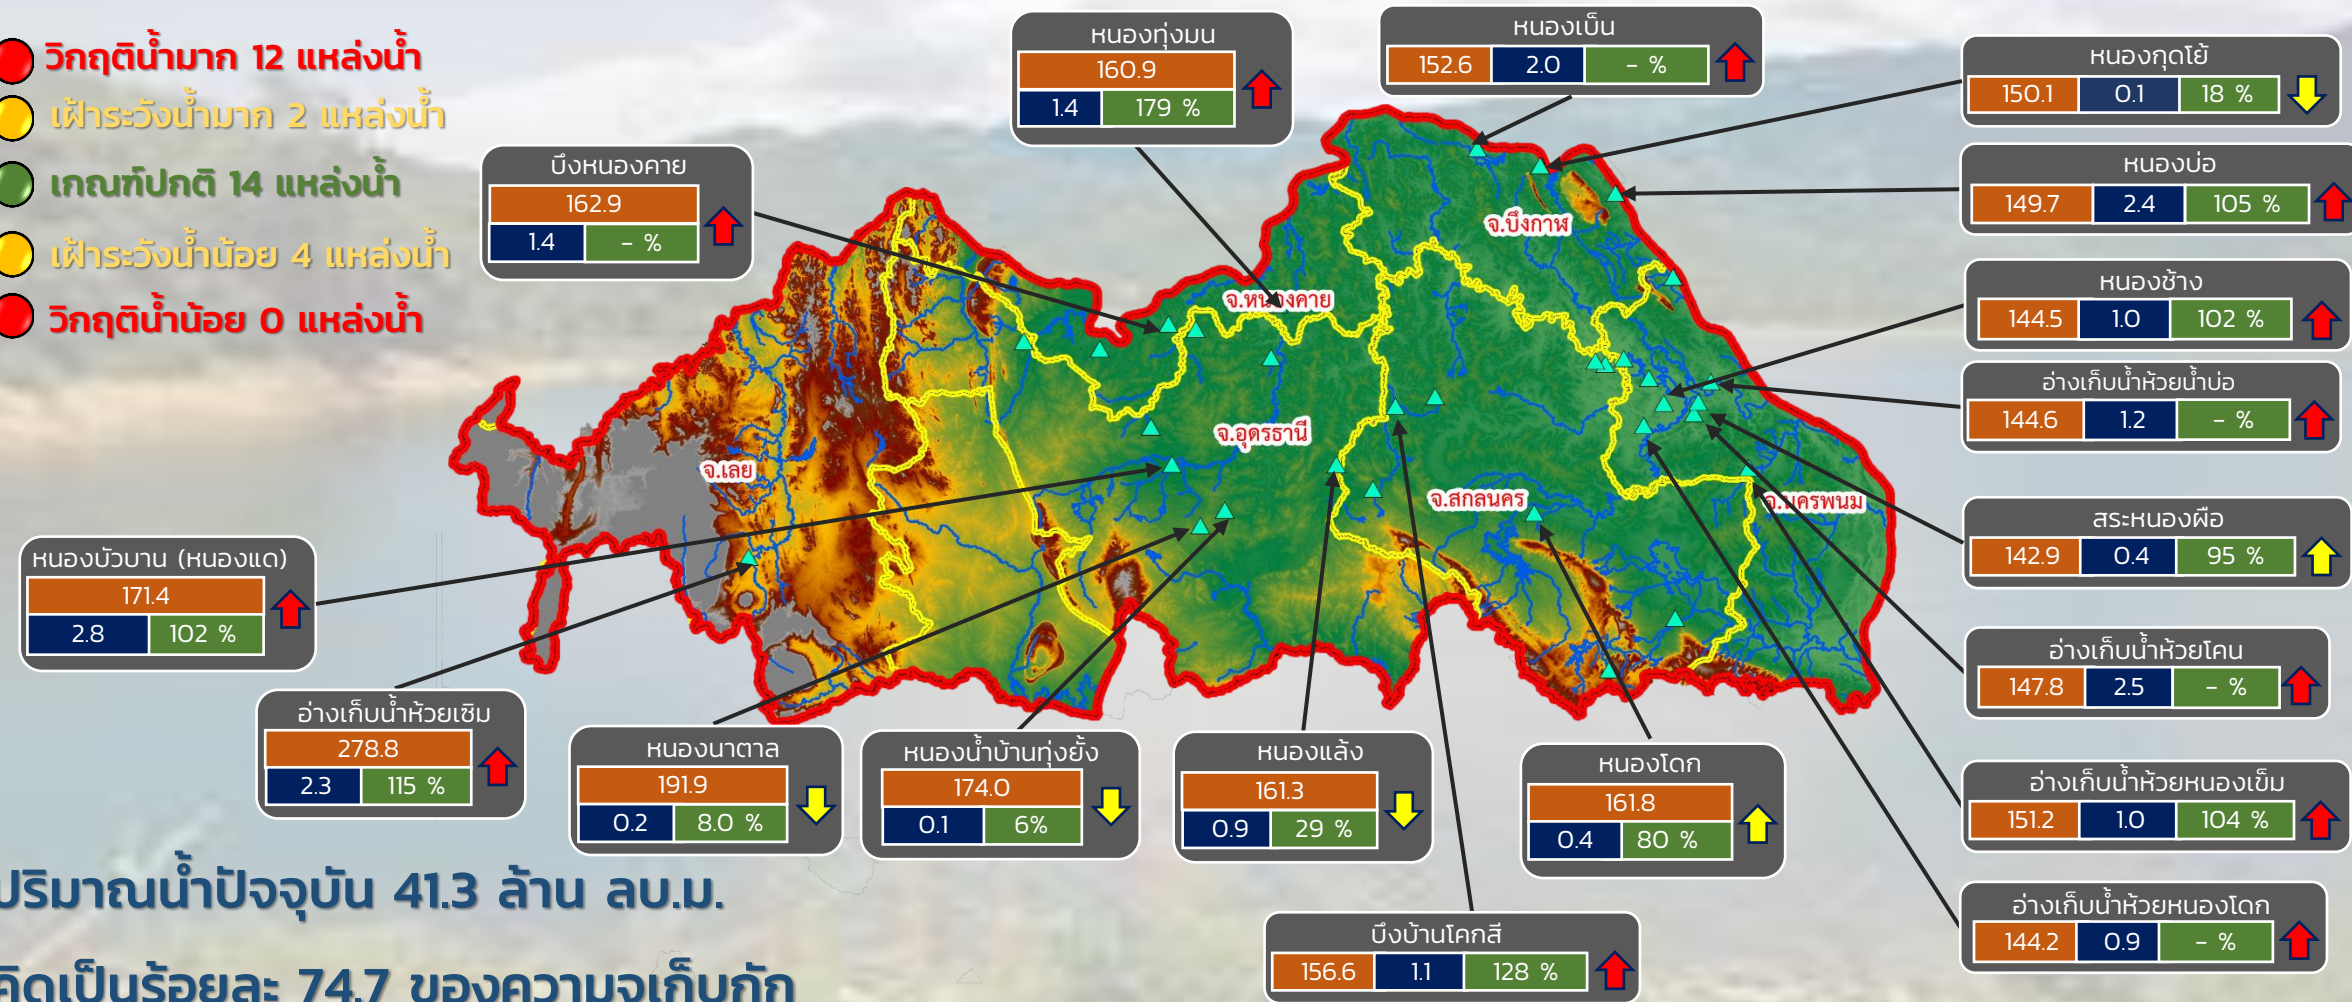 วิกฤติน้ำมาก 12 แหล่งน้ำ
เฝ้าระวังน้ำมาก 2 แหล่งน้ำ
เกณฑ์ปกติ 14 แหล่งน้ำ
เฝ้าระวังน้ำน้อย 4 แหล่งน้ำ
วิกฤติน้ำน้อย 0 แหล่งน้ำ
บึงหนองคาย
162.9
1.4 - %
หนองทุ่งมน
160.9
1.4 179 %
หนองเบ็น
152.6 2.0 - %
หนองกุดโย้
150.1 0.1 18 %
หนองบ่อ
149.7 2.4 105 %
หนองช้าง
144.5 1.0 102 %
อ่างเก็บน้ำห้วยน้ำบ่อ
144.6 1.2 - %
สระหนองผือ
142.9 0.4 95 %
อ่างเก็บน้ำห้วยโคน
147.8 2.5 - %
อ่างเก็บน้ำห้วยหนองเข็ม
151.2 1.0 104 %
อ่างเก็บน้ำห้วยหนองโดก
144.2 0.9 - %
จ.บึงกาฬ
จ.หนองคาย
จ.อุดรธานี
จ.เลย
จ.สกลนคร
จ.นครพนม
หนองบัวบาน (หนองแด)
171.4
2.8 102 %
อ่างเก็บน้ำห้วยเซิม
278.8
2.3 115 %
หนองนาตาล
191.9
0.2 8.0 %
หนองน้ำบ้านทุ่งยั้ง
174.0
0.1 6%
หนองแล้ง
161.3
0.9 29 %
หนองโดก
161.8
0.4 80 %
บึงบ้านโคกสี
156.6 1.1 128 %
ปริมาณน้ำปัจจุบัน 41.3 ล้าน ลบ.ม.
คิดเป็นร้อยละ 74.7 ของความจุเก็บกัก